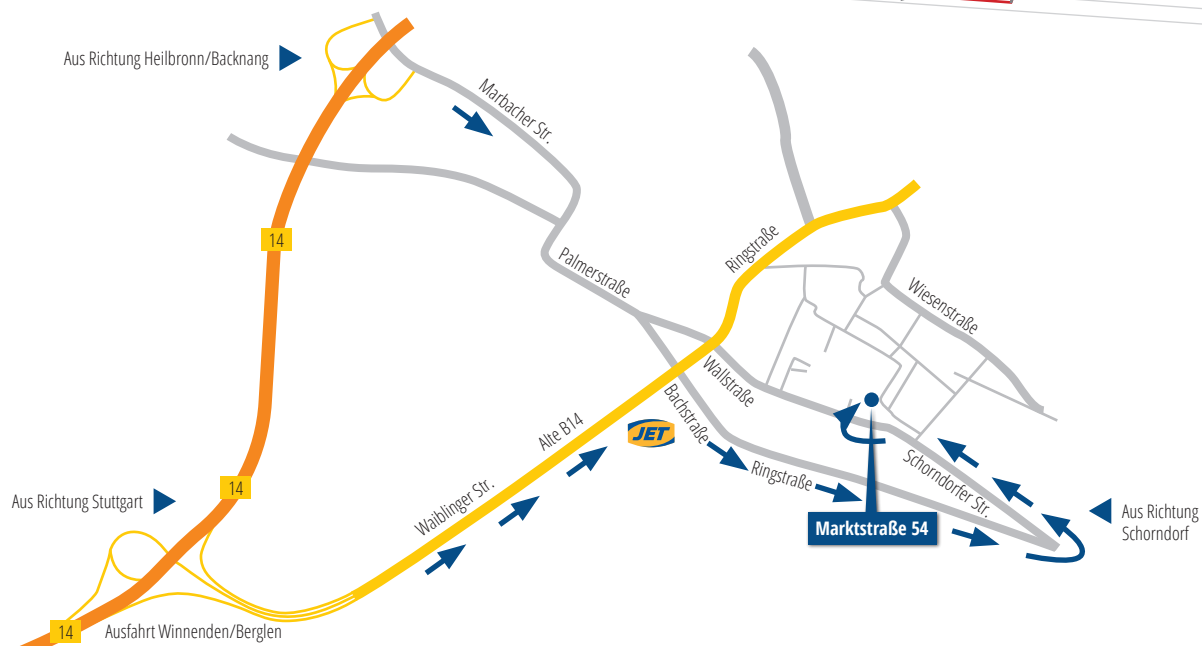 Aus Richtung Heilbronn/Backnang
Marbacher Str.
14
Palmerstraße
Ringstraße
Wiesenstraße
Wallstraße
Bachstraße
Alte B14
JET
Ringstraße
Schorndorfer Str.
Waiblinger Str.
14
Aus Richtung Stuttgart
Marktstraße 54
Aus Richtung
Schorndorf
14
Ausfahrt Winnenden/Berglen